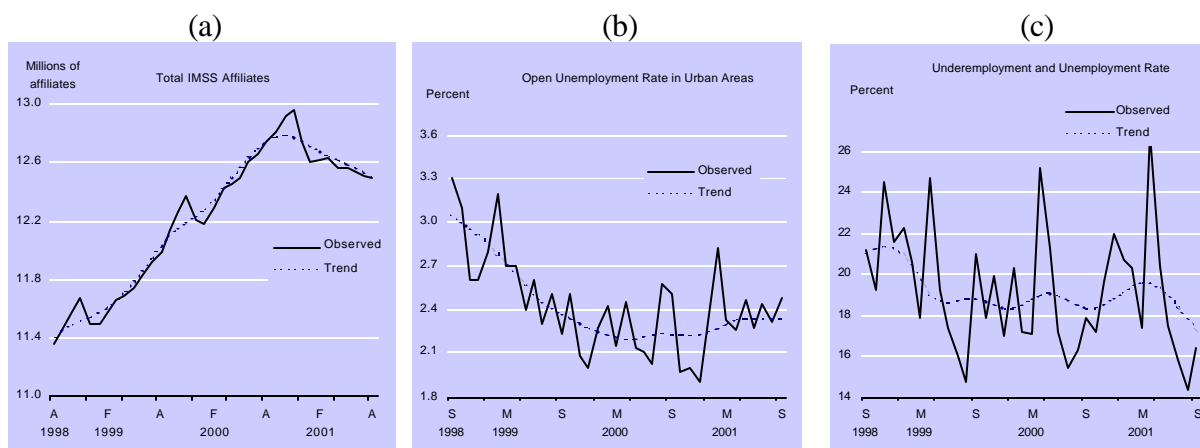 (a)
Millions of
affiliates
Total IMSS Affiliates
13.0
12.6
12.2
11.8
11.4
11.0
Observed
Trend
A F A F A F A
1998 1999 2000 2001
(b)
Open Unemployment Rate in Urban Areas
Percent
3.6
3.3
3.0
2.7
2.4
2.1
1.8
Observed
Trend
S M S M S M S
1998 1999 2000 2001
(c)
Underemployment and Unemployment Rate
Percent
Observed
Trend
26
24
22
20
18
16
14
S M S M S M S
1998 1999 2000 2001